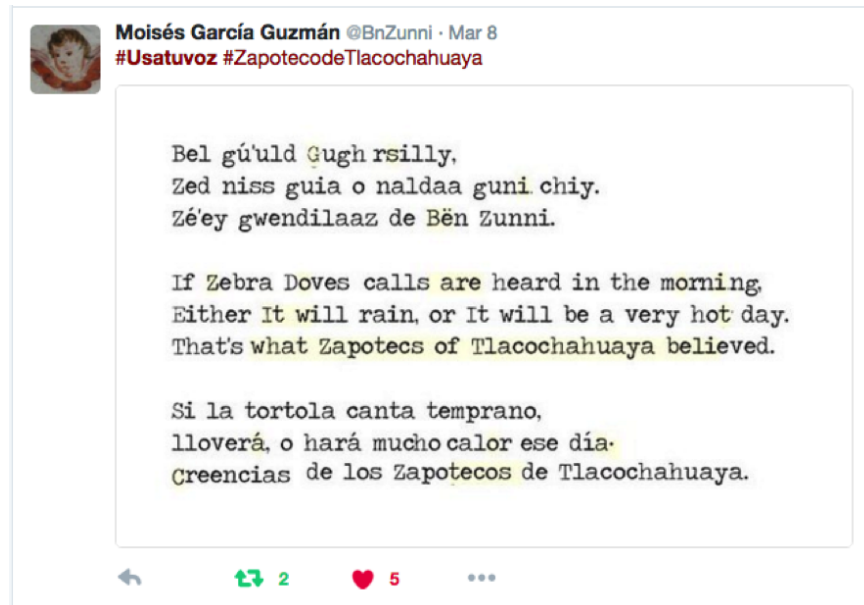 Moisés García Guzmán @BnZunni · Mar 8
#Usatuvoz #ZapotecodeTlacochahuaya
Bel gú'uld Gugh rsilly,
Zed niss guia o naldaa guni chiy.
Zé'ey gwendilaaz de Bën Zunni.
If Zebra Doves calls are heard in the morning,
Either It will rain, or It will be a very hot day.
That's what Zapotecs of Tlacochahuaya believed.
Si la tortola canta temprano,
lloverá, o hará mucho calor ese día·
Creencias de los Zapotecos de Tlacochahuaya.
2 5